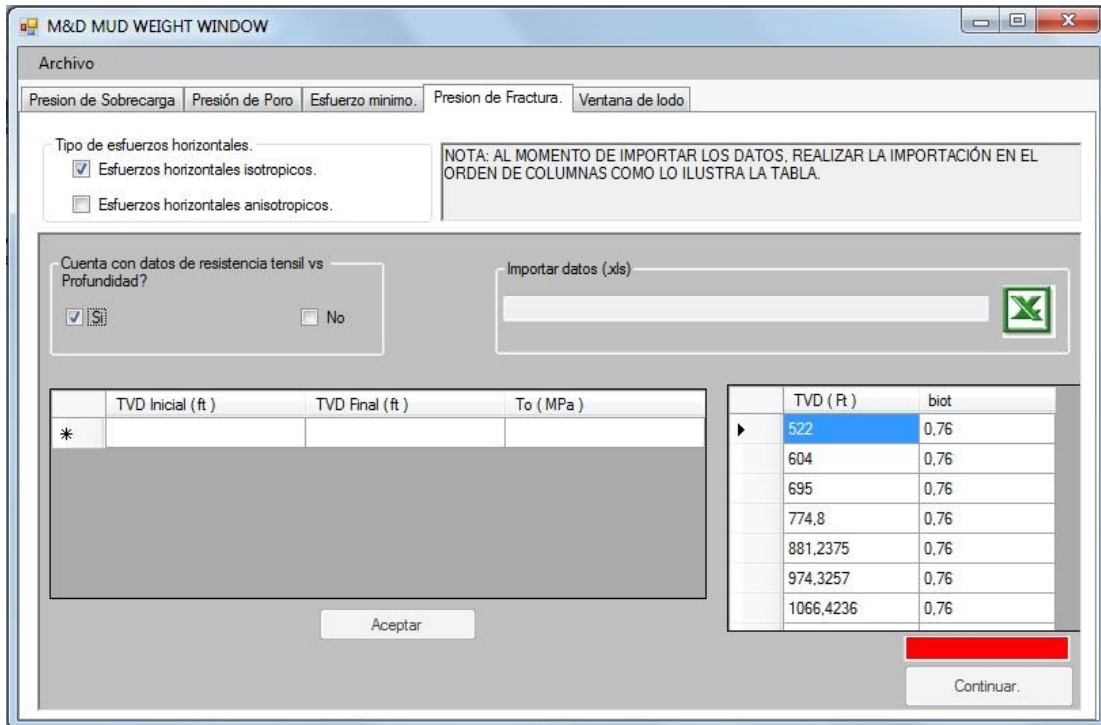 M&D MUD WEIGHT WINDOW
Archivo
Presion de Sobrecarga Presión de Poro Esfuerzo minimo. Presion de Fractura. Ventana de lodo
Tipo de esfuerzos horizontales.
Esfuerzos horizontales isotropicos.
Esfuerzos horizontales anisotropicos.
NOTA: AL MOMENTO DE IMPORTAR LOS DATOS, REALIZAR LA IMPORTACIÓN EN EL
ORDEN DE COLUMNAS COMO LO ILUSTRA LA TABLA.
Cuenta con datos de resistencia tensil vs
Profundidad?
Si No
Importar datos (.xls)
TVD Inicial ( ft ) TVD Final ( ft ) To ( MPa )
TVD ( Ft ) biot
522 0,76
604 0,76
695 0,76
774,8 0,76
881,2375 0,76
974,3257 0,76
1066,4236 0,76
Aceptar
Continuar.